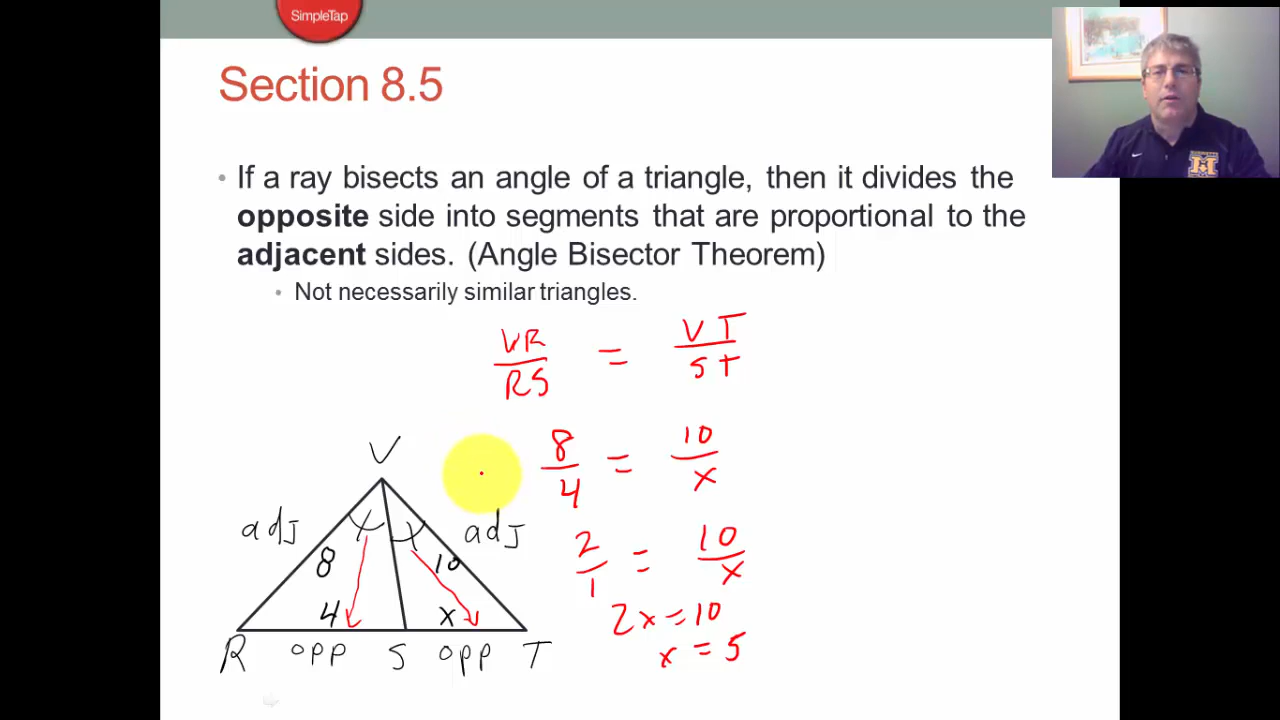 SimpleTap
Section 8.5
• If a ray bisects an angle of a triangle, then it divides the
opposite side into segments that are proportional to the
adjacent sides. (Angle Bisector Theorem)
• Not necessarily similar triangles.
VR/RS = VT/ST
8/4 = 10/x
2/1 = 10/x
2x = 10
x = 5
V
adj
adj
8
10
4
x
R opp S opp T
M